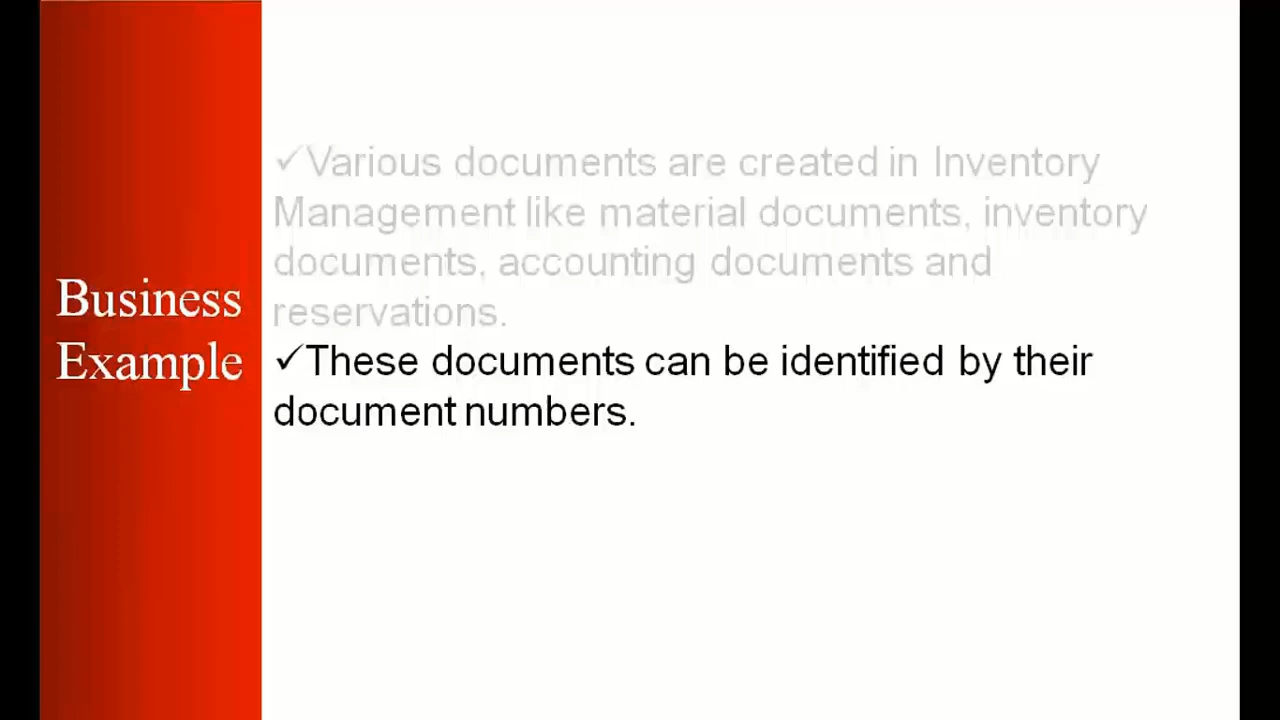 Business
Example
✓Various documents are created in Inventory
Management like material documents, inventory
documents, accounting documents and
reservations.
✓These documents can be identified by their
document numbers.